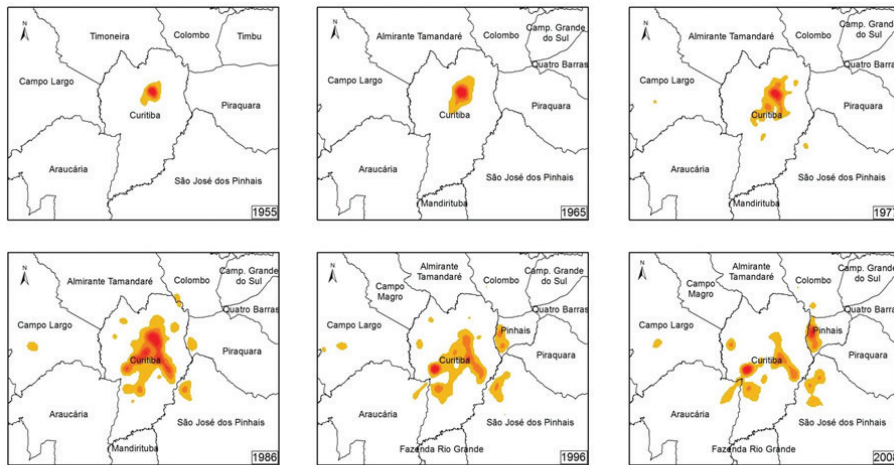 N
Timoneira
Colombo
Timbu
Campo Largo
Piraquara
Curitiba
Araucária
São José dos Pinhais
1955
N
Almirante Tamandaré
Colombo
Camp. Grande
do Sul
Quatro Barras
Campo Largo
Piraquara
Curitiba
Araucária
São José dos Pinhais
Mandirituba
1965
N
Almirante Tamandaré
Colombo
Camp. Grande
do Sul
Quatro Barras
Campo Largo
Piraquara
Curitiba
Araucária
São José dos Pinhais
Mandirituba
1977
N
Almirante Tamandaré
Colombo
Camp. Grande
do Sul
Quatro Barras
Campo Largo
Piraquara
Curitiba
Araucária
São José dos Pinhais
Mandirituba
1986
N
Almirante
Tamandaré
Colombo
Camp. Grande
do Sul
Campo
Magro
Quatro Barras
Campo Largo
Pinhais
Piraquara
Curitiba
Araucária
São José dos Pinhais
Fazenda Rio Grande
1996
N
Almirante
Tamandaré
Colombo
Camp. Grande
do Sul
Campo
Magro
Quatro Barras
Campo Largo
Pinhais
Piraquara
Curitiba
Araucária
São José dos Pinhais
Fazenda Rio Grande